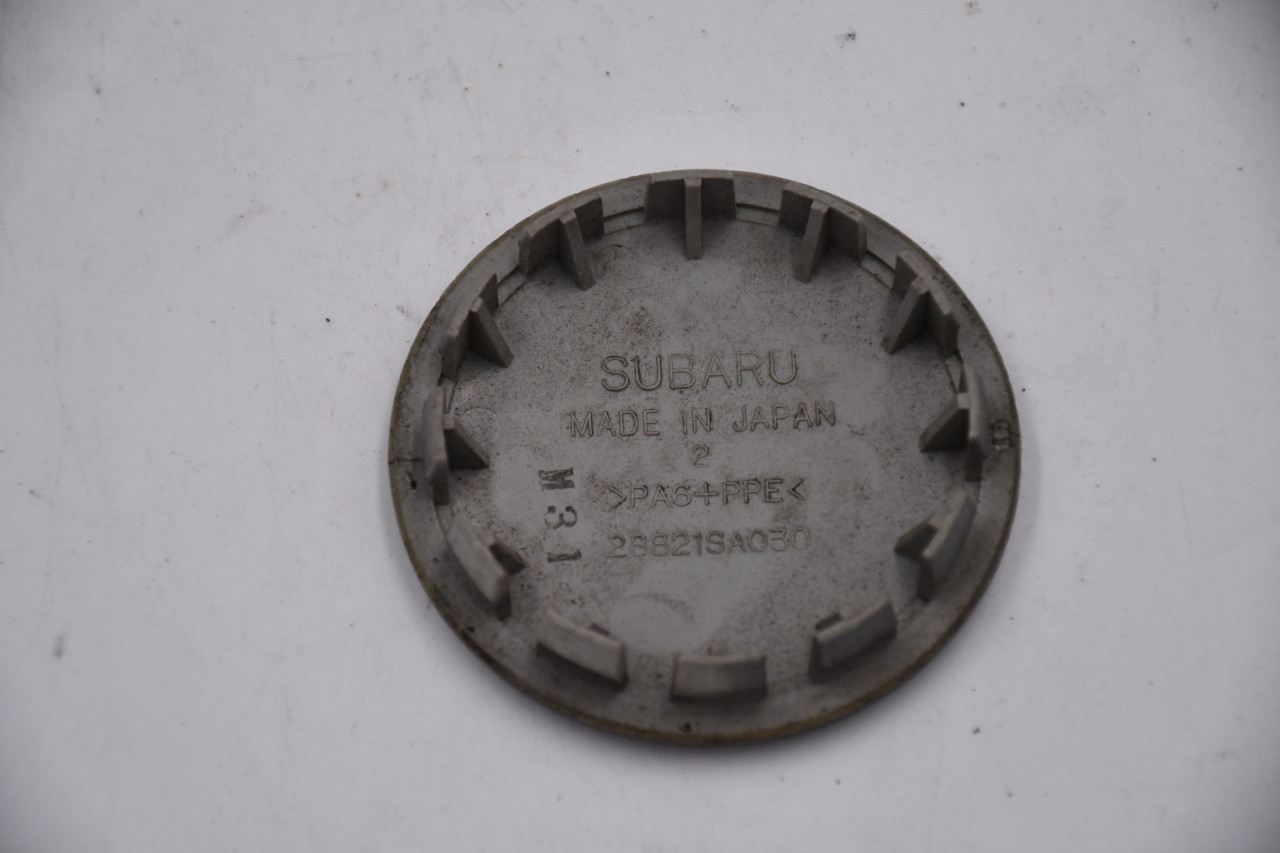 SUBARU
MADE IN JAPAN
2
>PA6+PPE<
28821SA030
M31